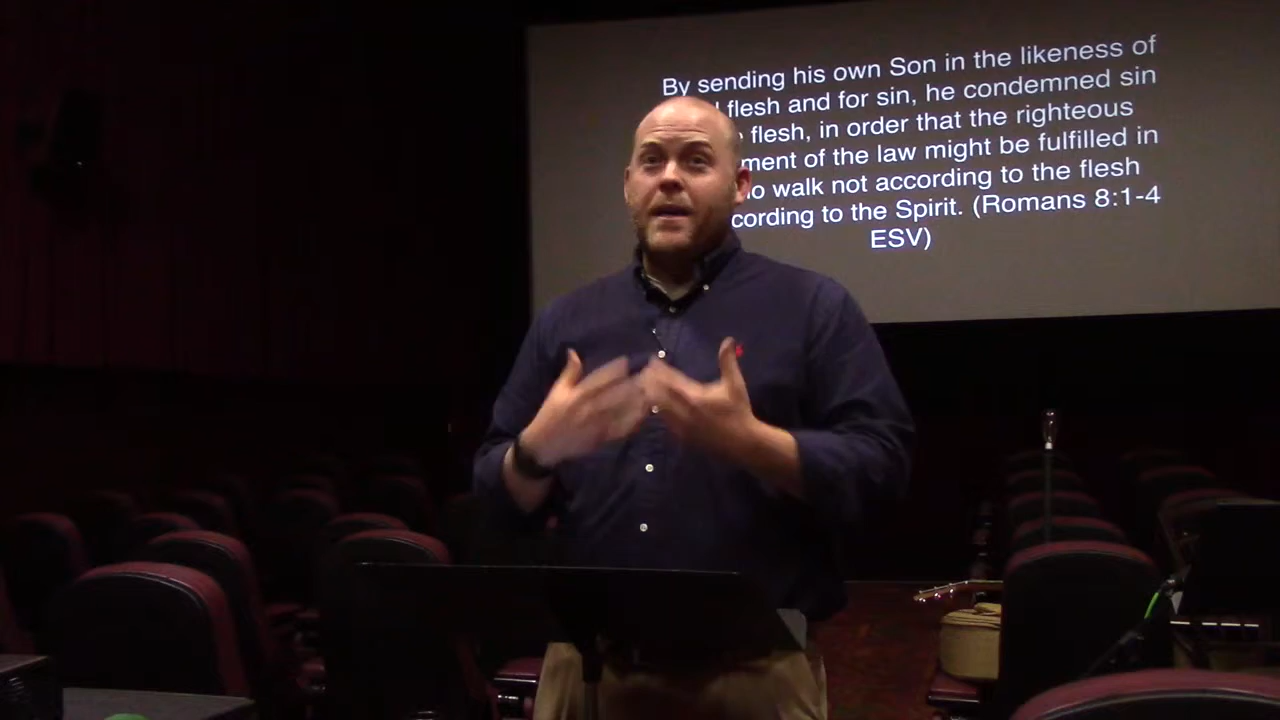 By sending his own Son in the likeness of
flesh and for sin, he condemned sin
flesh, in order that the righteous
ment of the law might be fulfilled in
walk not according to the flesh
cording to the Spirit. (Romans 8:1-4
ESV)